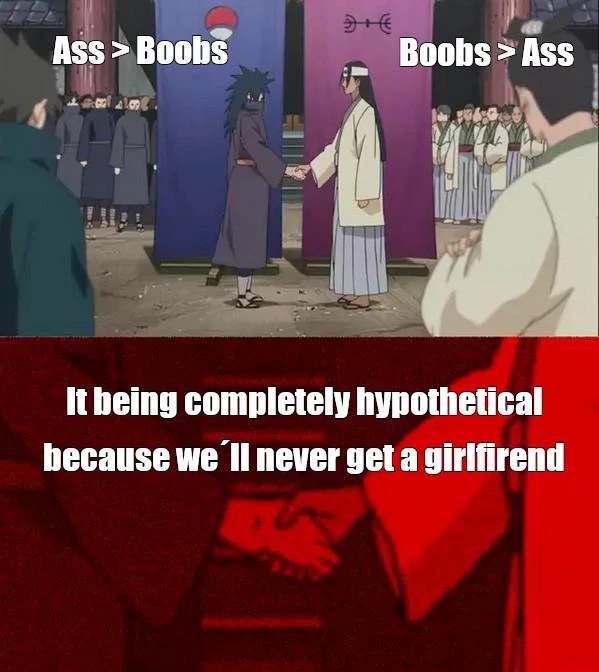 Ass > Boobs
Boobs > Ass
It being completely hypothetical
because we´ll never get a girlfirend